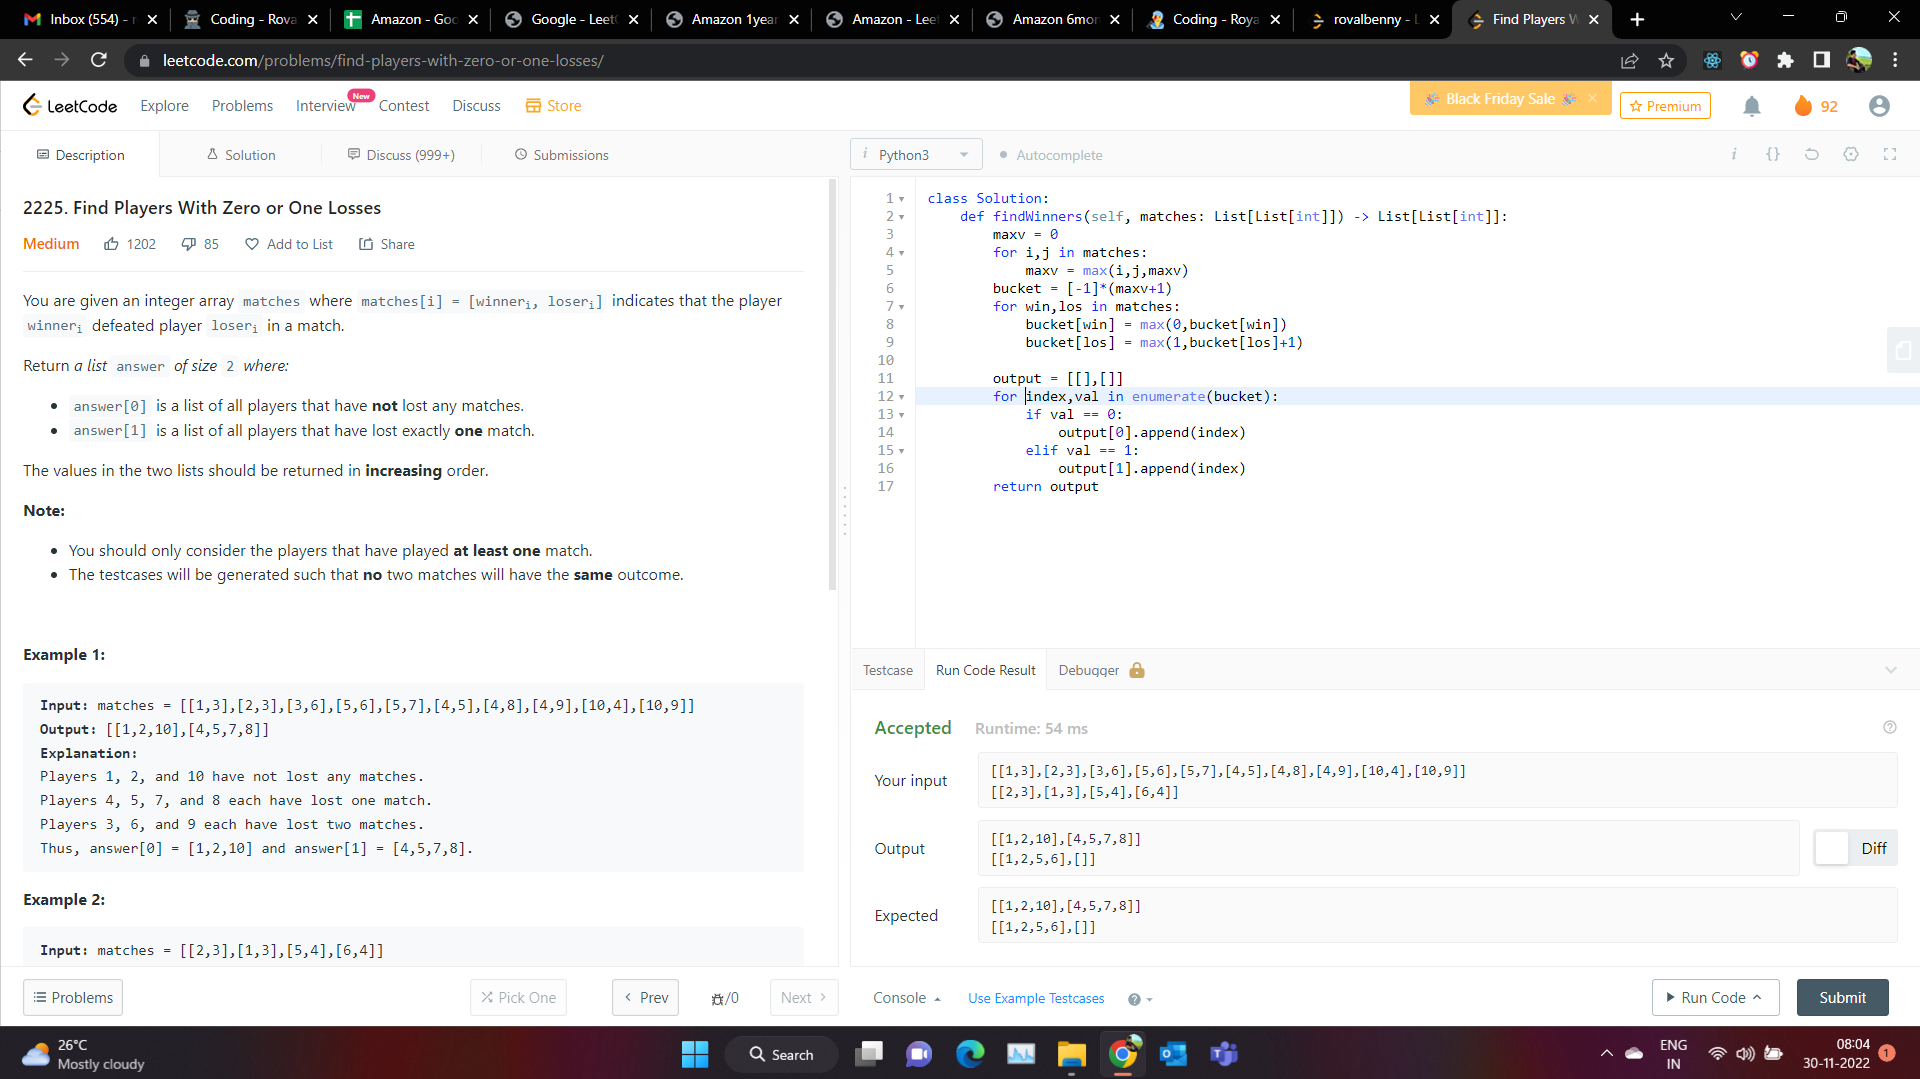 Inbox (554) - r
Coding - Rova
Amazon - Goo
Google - LeetC
Amazon 1year
Amazon - Leet
Amazon 6mon
Coding - Roya
rovalbenny - L
Find Players W
leetcode.com/problems/find-players-with-zero-or-one-losses/
LeetCode
Explore
Problems
Interview
New
Contest
Discuss
Store
Black Friday Sale
Premium
92
Description
Solution
Discuss (999+)
Submissions
i Python3
Autocomplete
i
{}
2225. Find Players With Zero or One Losses
Medium
1202
85
Add to List
Share
You are given an integer array matches where matches[i] = [winneri, loseri] indicates that the player
winneri defeated player loseri in a match.
Return a list answer of size 2 where:
answer[0] is a list of all players that have not lost any matches.
answer[1] is a list of all players that have lost exactly one match.
The values in the two lists should be returned in increasing order.
Note:
You should only consider the players that have played at least one match.
The testcases will be generated such that no two matches will have the same outcome.
Example 1:
Input: matches = [[1,3],[2,3],[3,6],[5,6],[5,7],[4,5],[4,8],[4,9],[10,4],[10,9]]
Output: [[1,2,10],[4,5,7,8]]
Explanation:
Players 1, 2, and 10 have not lost any matches.
Players 4, 5, 7, and 8 each have lost one match.
Players 3, 6, and 9 each have lost two matches.
Thus, answer[0] = [1,2,10] and answer[1] = [4,5,7,8].
Example 2:
Input: matches = [[2,3],[1,3],[5,4],[6,4]]
1 class Solution:
2 def findWinners(self, matches: List[List[int]]) -> List[List[int]]:
3 maxv = 0
4 for i,j in matches:
5 maxv = max(i,j,maxv)
6 bucket = [-1]*(maxv+1)
7 for win,los in matches:
8 bucket[win] = max(0,bucket[win])
9 bucket[los] = max(1,bucket[los]+1)
10
11 output = [[],[]]
12 for index,val in enumerate(bucket):
13 if val == 0:
14 output[0].append(index)
15 elif val == 1:
16 output[1].append(index)
17 return output
Testcase
Run Code Result
Debugger
Accepted
Runtime: 54 ms
Your input
[[1,3],[2,3],[3,6],[5,6],[5,7],[4,5],[4,8],[4,9],[10,4],[10,9]]
[[2,3],[1,3],[5,4],[6,4]]
Output
[[1,2,10],[4,5,7,8]]
[[1,2,5,6],[]]
Diff
Expected
[[1,2,10],[4,5,7,8]]
[[1,2,5,6],[]]
Problems
Pick One
Prev
/0
Next
Console
Use Example Testcases
Run Code
Submit
26°C
Mostly cloudy
Search
ENG
IN
08:04
30-11-2022
1